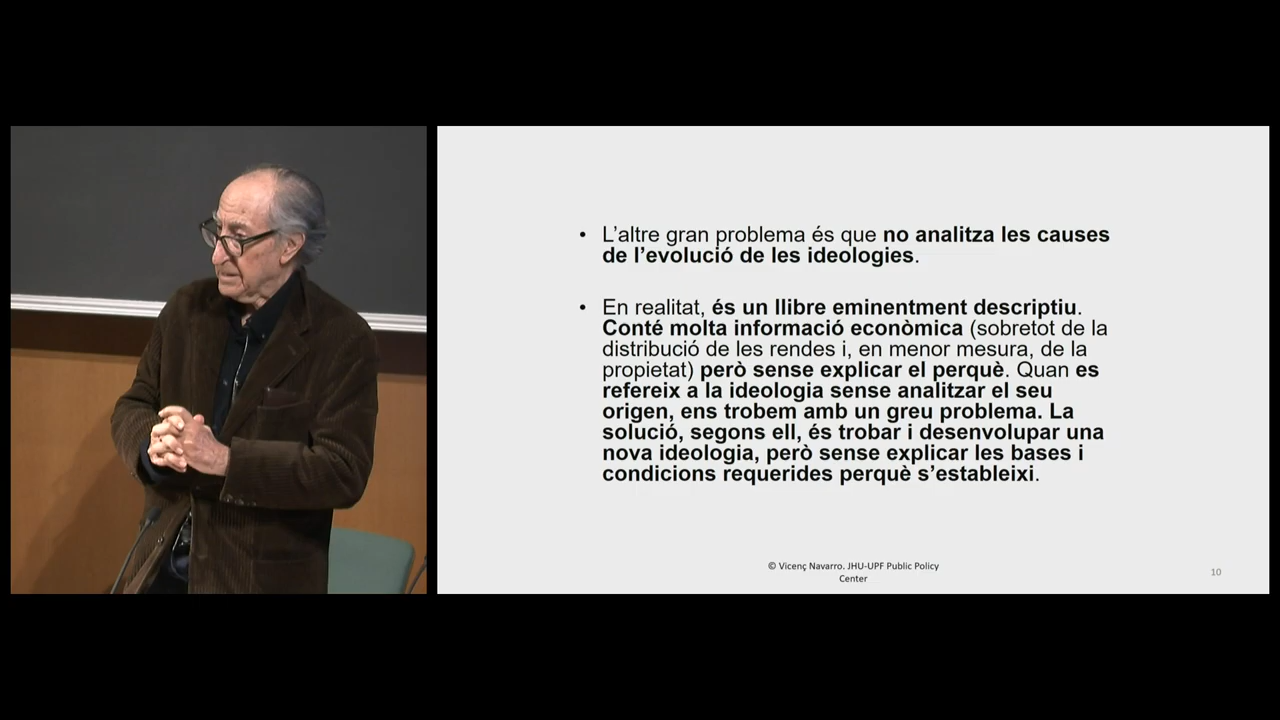 • L’altre gran problema és que no analitza les causes
de l’evolució de les ideologies.
• En realitat, és un llibre eminentment descriptiu.
Conté molta informació econòmica (sobretot de la
distribució de les rendes i, en menor mesura, de la
propietat) però sense explicar el perquè. Quan es
refereix a la ideologia sense analitzar el seu
origen, ens trobem amb un greu problema. La
solució, segons ell, és trobar i desenvolupar una
nova ideologia, però sense explicar les bases i
condicions requerides perquè s’estableixi.
© Vicenç Navarro. JHU-UPF Public Policy
Center
10